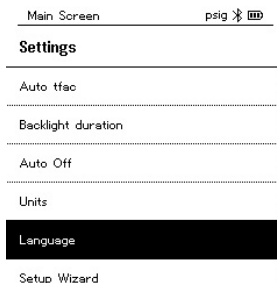 Main Screen psig
Settings
Auto tfac
Backlight duration
Auto Off
Units
Language
Setup Wizard